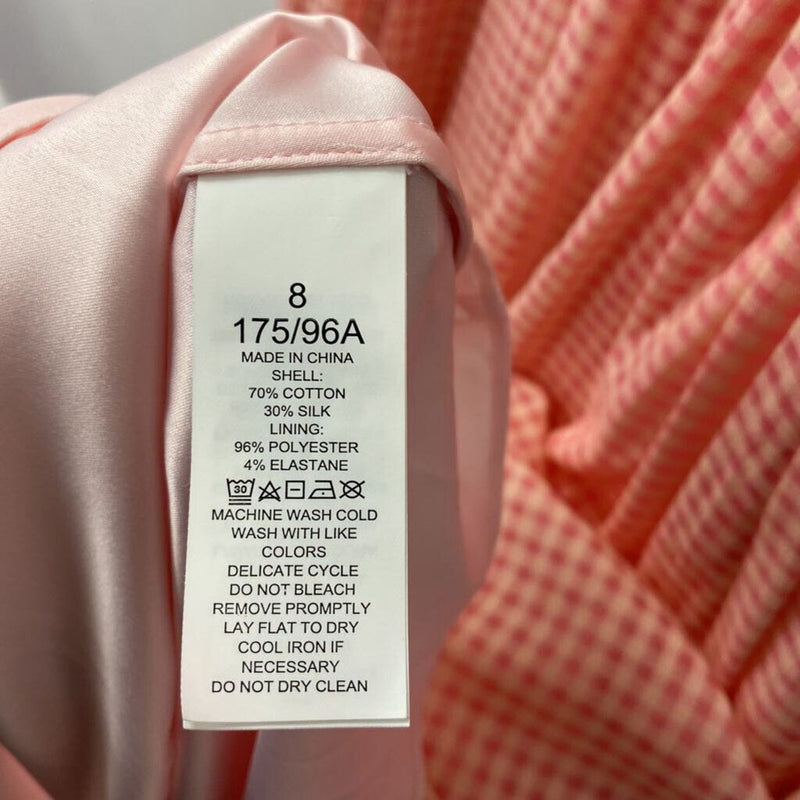 8
175/96A
MADE IN CHINA
SHELL:
70% COTTON
30% SILK
LINING:
96% POLYESTER
4% ELASTANE
30
MACHINE WASH COLD
WASH WITH LIKE
COLORS
DELICATE CYCLE
DO NOT BLEACH
REMOVE PROMPTLY
LAY FLAT TO DRY
COOL IRON IF
NECESSARY
DO NOT DRY CLEAN